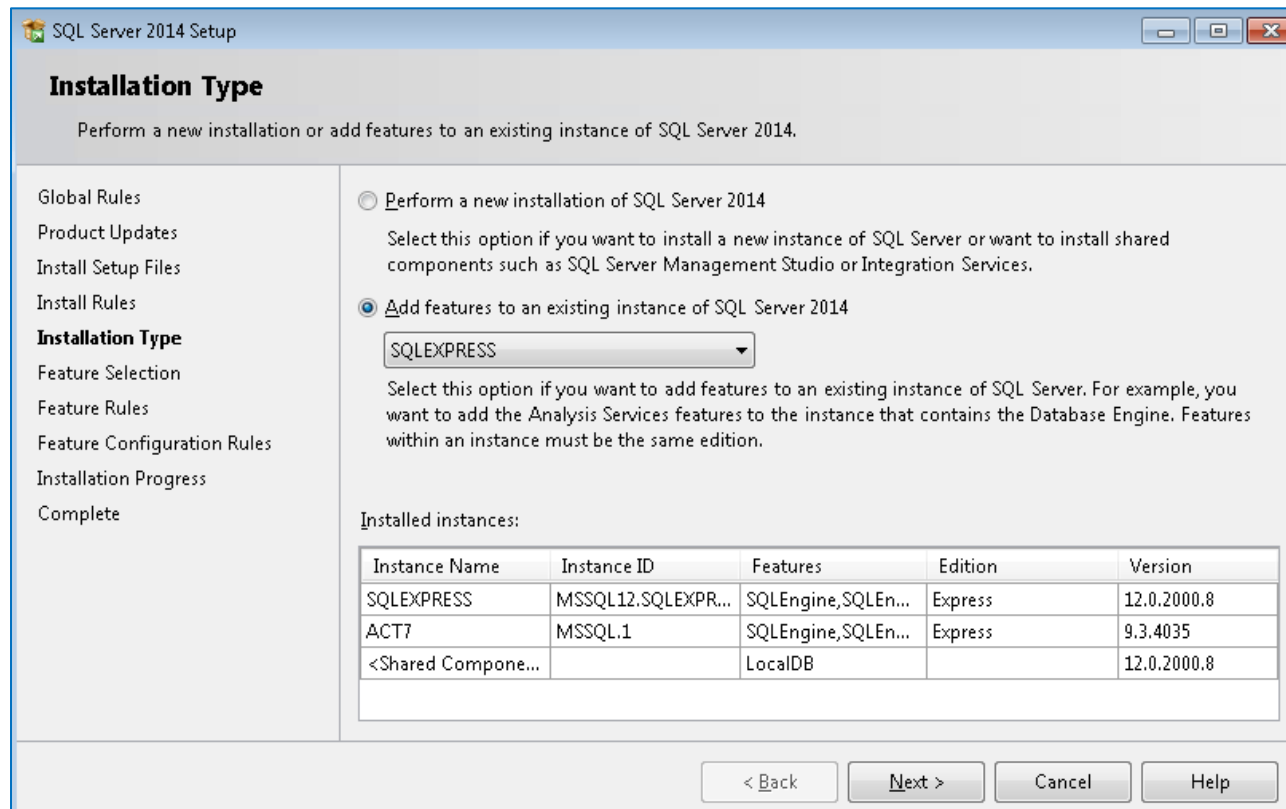 SQL Server 2014 Setup
Installation Type
Perform a new installation or add features to an existing instance of SQL Server 2014.
Global Rules
Product Updates
Install Setup Files
Install Rules
Installation Type
Feature Selection
Feature Rules
Feature Configuration Rules
Installation Progress
Complete
Perform a new installation of SQL Server 2014
Select this option if you want to install a new instance of SQL Server or want to install shared
components such as SQL Server Management Studio or Integration Services.
Add features to an existing instance of SQL Server 2014
SQLEXPRESS
Select this option if you want to add features to an existing instance of SQL Server. For example, you
want to add the Analysis Services features to the instance that contains the Database Engine. Features
within an instance must be the same edition.
Installed instances:
Instance Name Instance ID Features Edition Version
SQLEXPRESS MSSQL12.SQLEXPR... SQLEngine,SQLEn... Express 12.0.2000.8
ACT7 MSSQL.1 SQLEngine,SQLEn... Express 9.3.4035
<Shared Compone... LocalDB 12.0.2000.8
< Back Next > Cancel Help